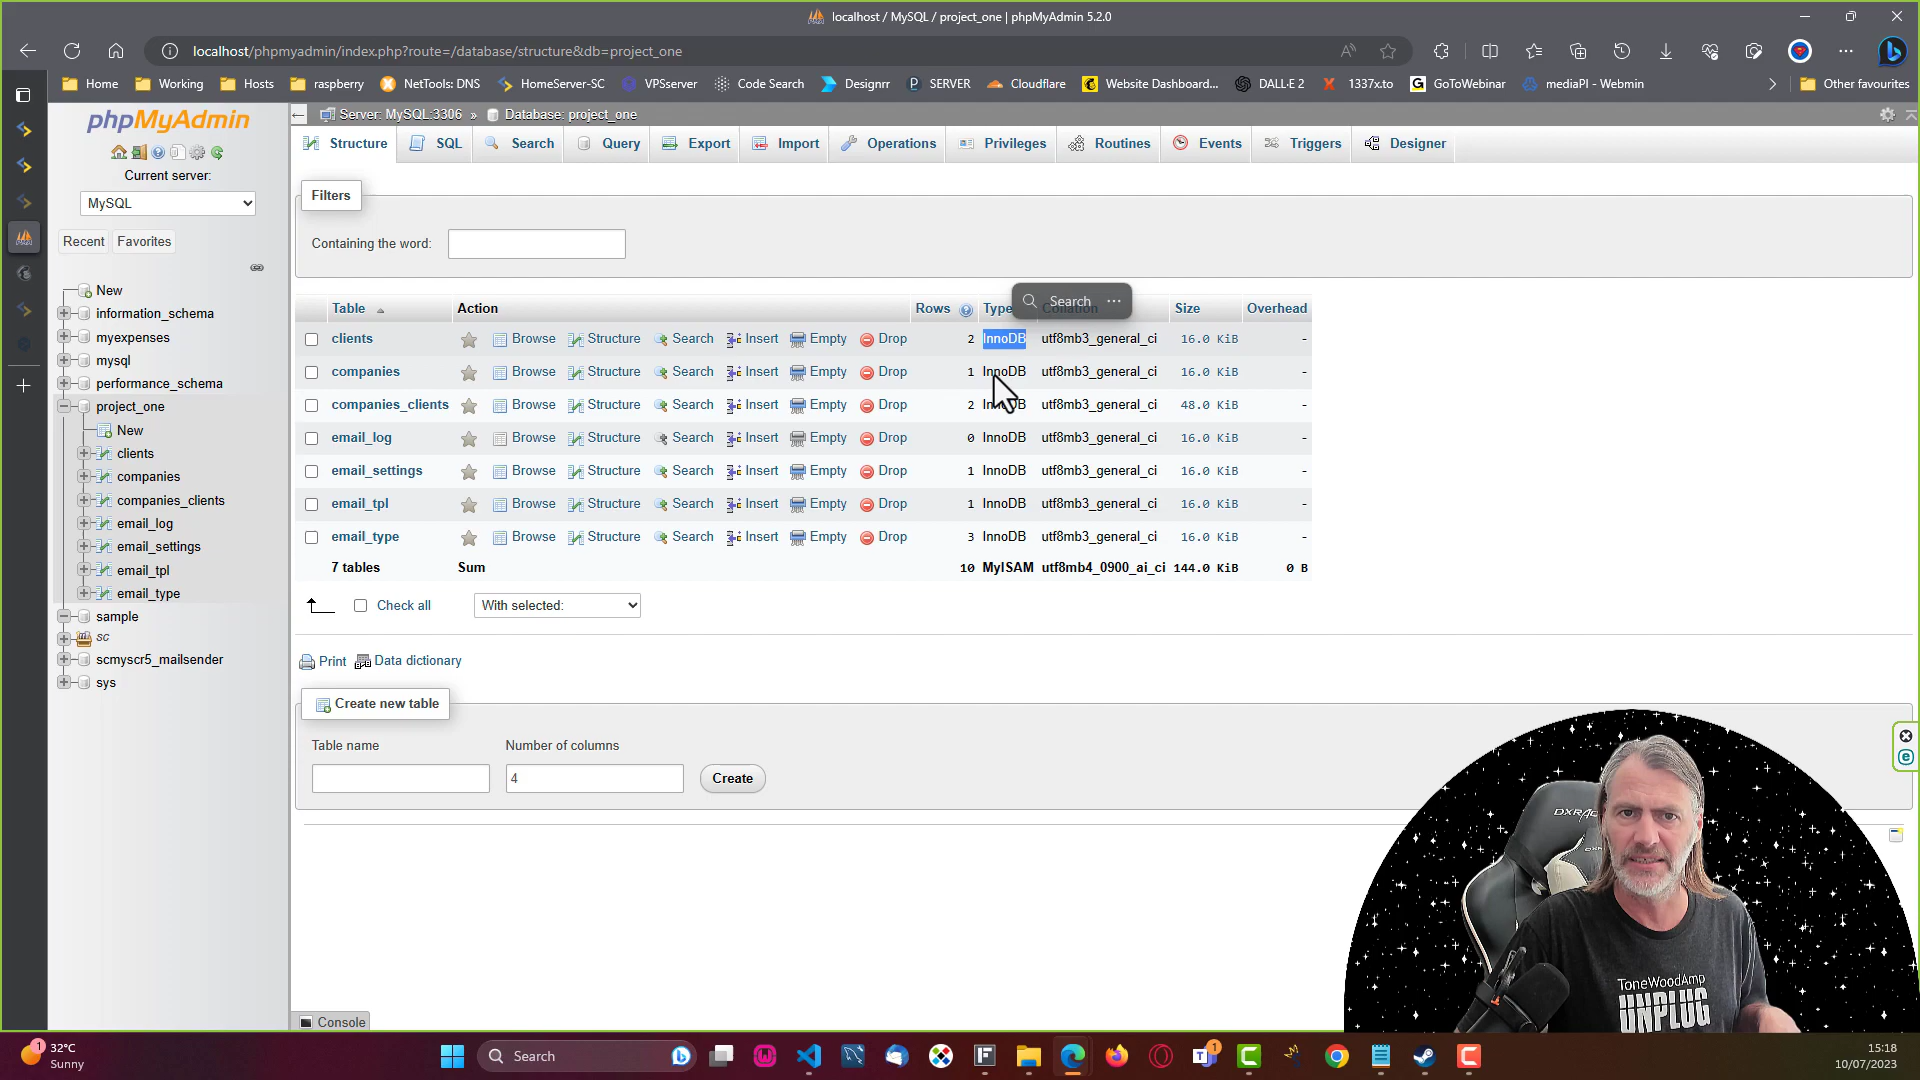 localhost / MySQL / project_one | phpMyAdmin 5.2.0
localhost/phpmyadmin/index.php?route=/database/structure&db=project_one
Home Working Hosts raspberry NetTools: DNS HomeServer-SC VPSserver Code Search Designrr SERVER Cloudflare Website Dashboard... DALL·E 2 1337x.to GoToWebinar mediaPI - Webmin Other favourites
phpMyAdmin
Server: MySQL:3306 » Database: project_one
Structure SQL Search Query Export Import Operations Privileges Routines Events Triggers Designer
Current server:
MySQL
Recent Favorites
New
information_schema
myexpenses
mysql
performance_schema
project_one
New
clients
companies
companies_clients
email_log
email_settings
email_tpl
email_type
sample
sc
scmyscr5_mailsender
sys
Filters
Containing the word:
Search ...
Table Action Rows Type Collation Size Overhead
clients Browse Structure Search Insert Empty Drop 2 InnoDB utf8mb3_general_ci 16.0 KiB -
companies Browse Structure Search Insert Empty Drop 1 InnoDB utf8mb3_general_ci 16.0 KiB -
companies_clients Browse Structure Search Insert Empty Drop 2 InnoDB utf8mb3_general_ci 48.0 KiB -
email_log Browse Structure Search Insert Empty Drop 0 InnoDB utf8mb3_general_ci 16.0 KiB -
email_settings Browse Structure Search Insert Empty Drop 1 InnoDB utf8mb3_general_ci 16.0 KiB -
email_tpl Browse Structure Search Insert Empty Drop 1 InnoDB utf8mb3_general_ci 16.0 KiB -
email_type Browse Structure Search Insert Empty Drop 3 InnoDB utf8mb3_general_ci 16.0 KiB -
7 tables Sum 10 MyISAM utf8mb4_0900_ai_ci 144.0 KiB 0 B
Check all With selected:
Print Data dictionary
Create new table
Table name Number of columns
4 Create
Console
ToneWoodAmp
UNPLUG
1
32°C
Sunny
Search
1
15:18
10/07/2023